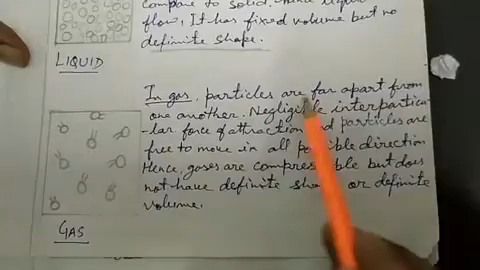 compare to solid. Hence liquid
flow. It has fixed volume but no
definite shape.
LIQUID
In gas, particles are far apart from
one another. Negligible interparticu-
lar force of attraction and particles are
free to move in all possible direction
Hence, gases are compressible but does
not have definite shape or definite
volume.
GAS